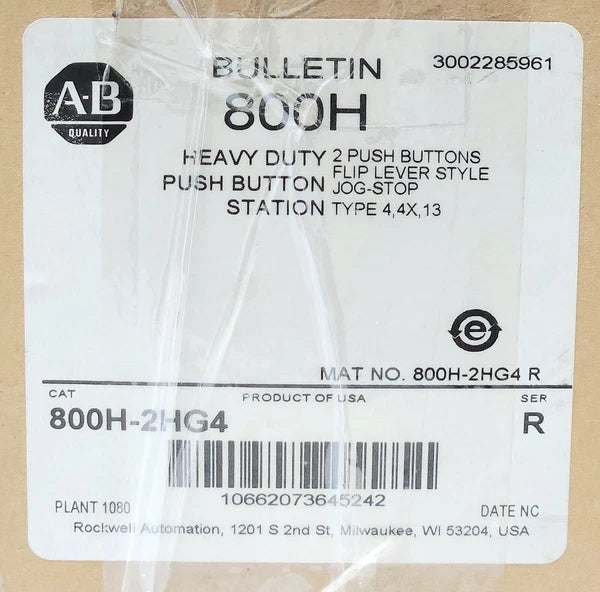 A-B
QUALITY
BULLETIN
800H
3002285961
HEAVY DUTY
PUSH BUTTON
STATION
2 PUSH BUTTONS
FLIP LEVER STYLE
JOG-STOP
TYPE 4,4X,13
e
MAT NO. 800H-2HG4 R
CAT
PRODUCT OF USA
SER
800H-2HG4
R
10662073645242
PLANT 1080
DATE NC
Rockwell Automation, 1201 S 2nd St, Milwaukee, WI 53204, USA